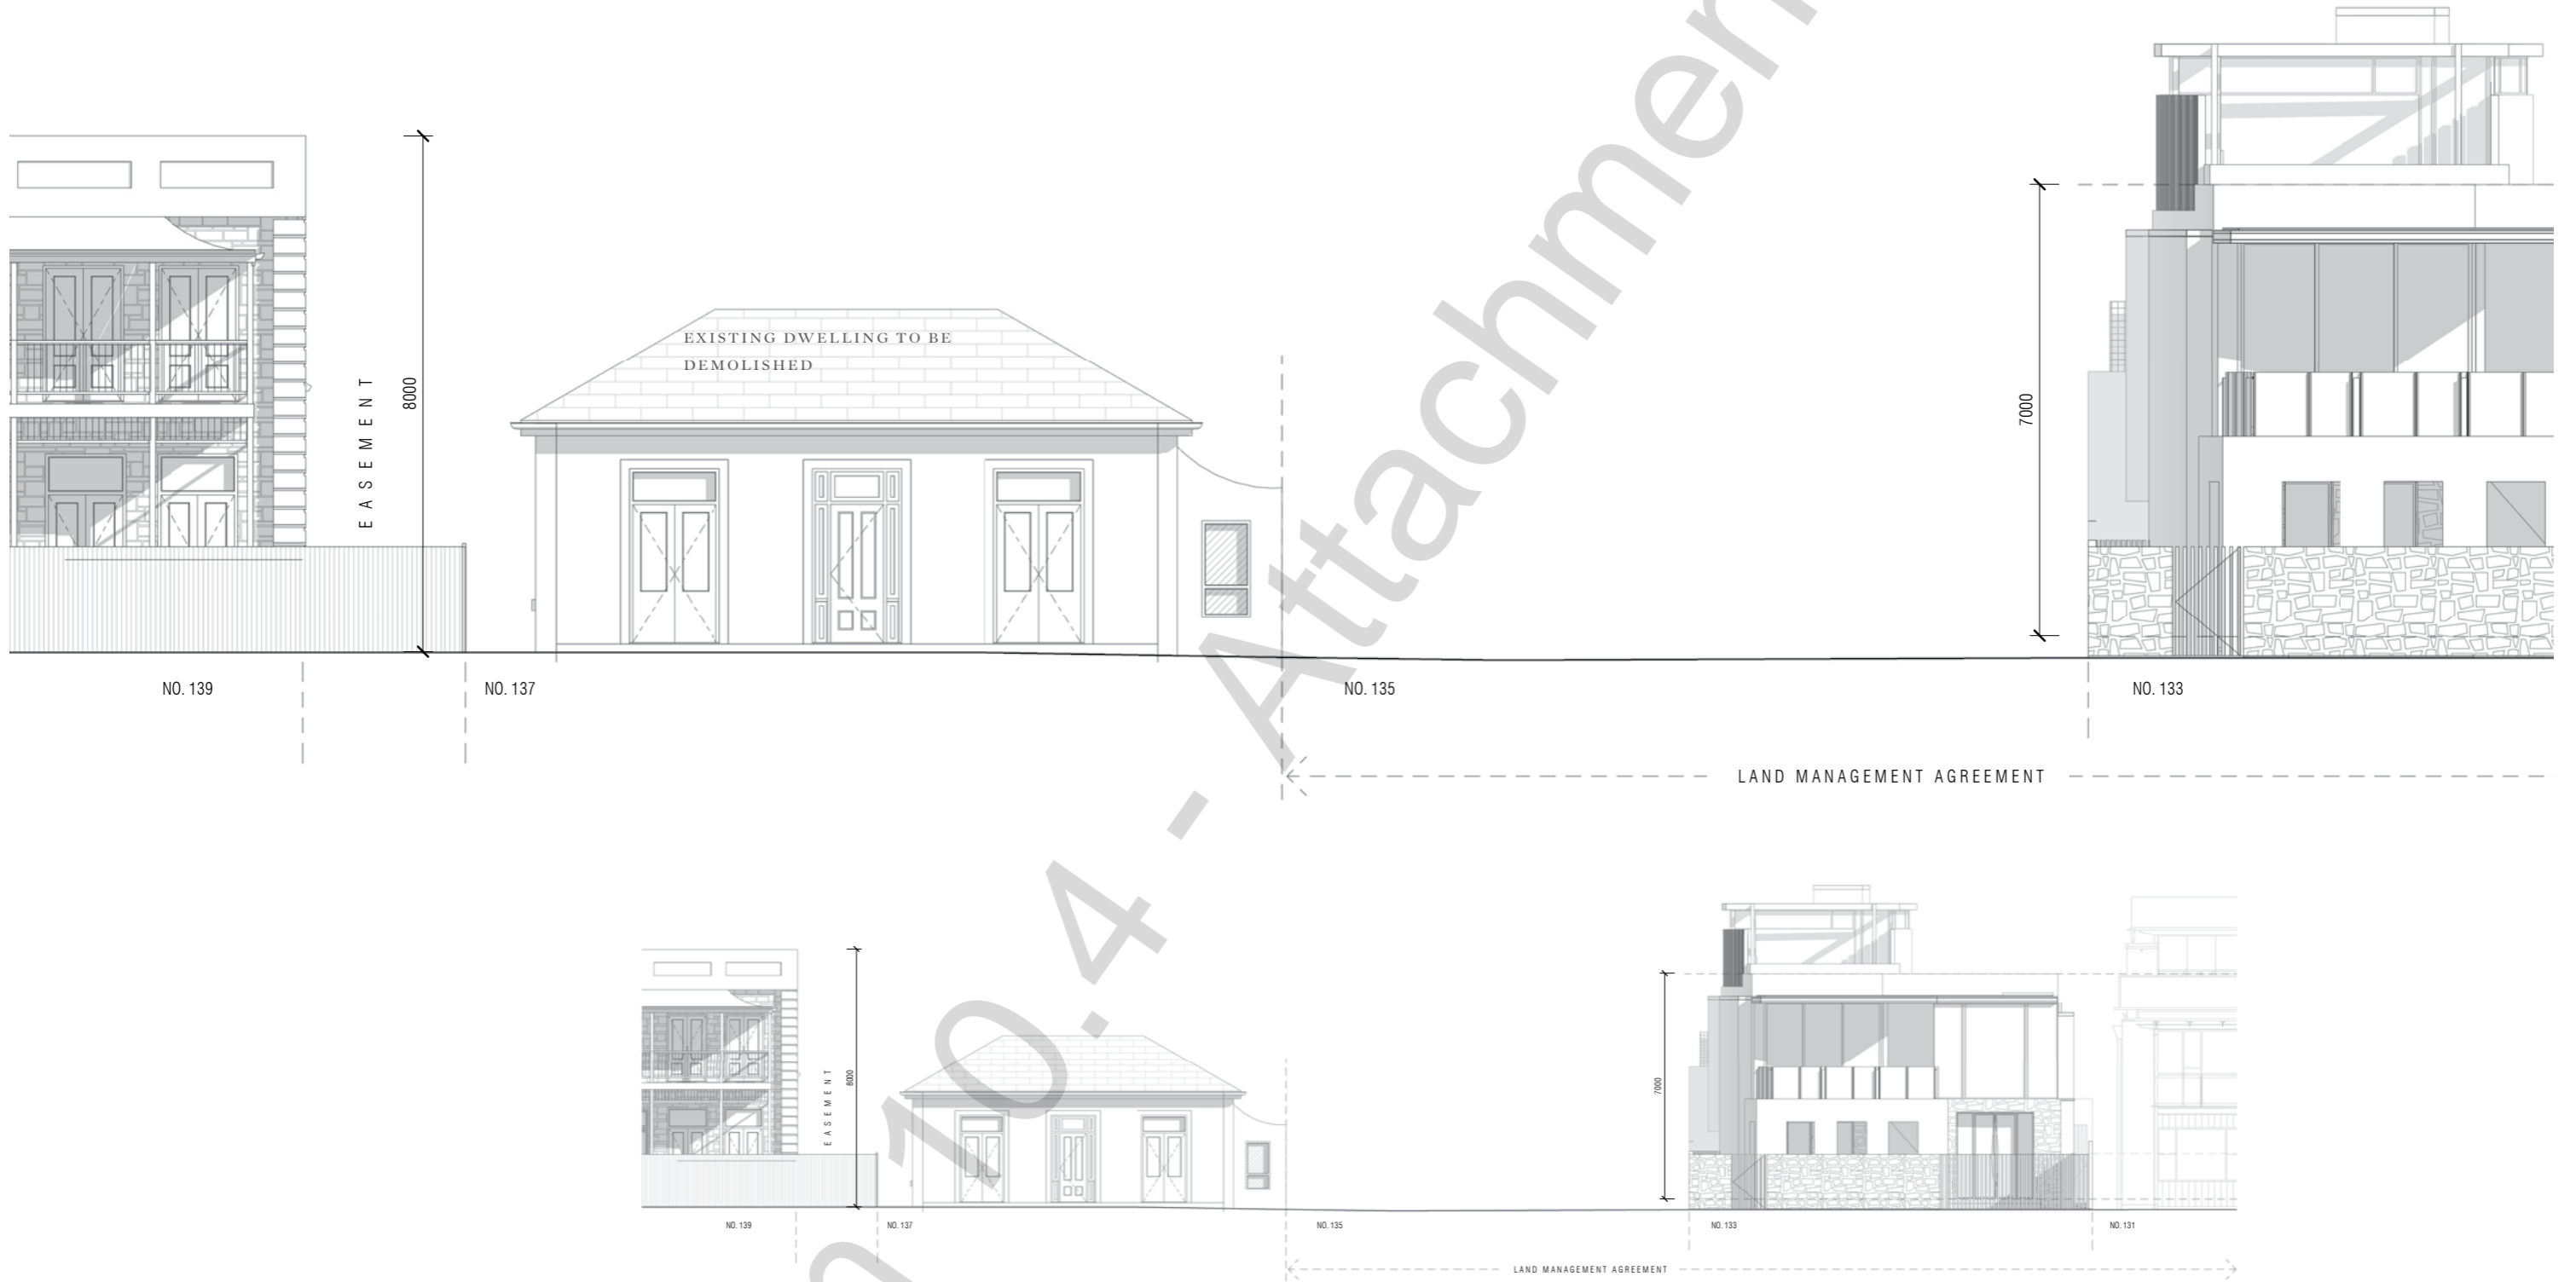 EXISTING DWELLING TO BE
DEMOLISHED
EASEMENT
8000
7000
NO. 139
NO. 137
NO. 135
NO. 133
LAND MANAGEMENT AGREEMENT
10.4 - Attachmen
EASEMENT
8000
7000
NO. 139
NO. 137
NO. 135
NO. 133
NO. 131
LAND MANAGEMENT AGREEMENT